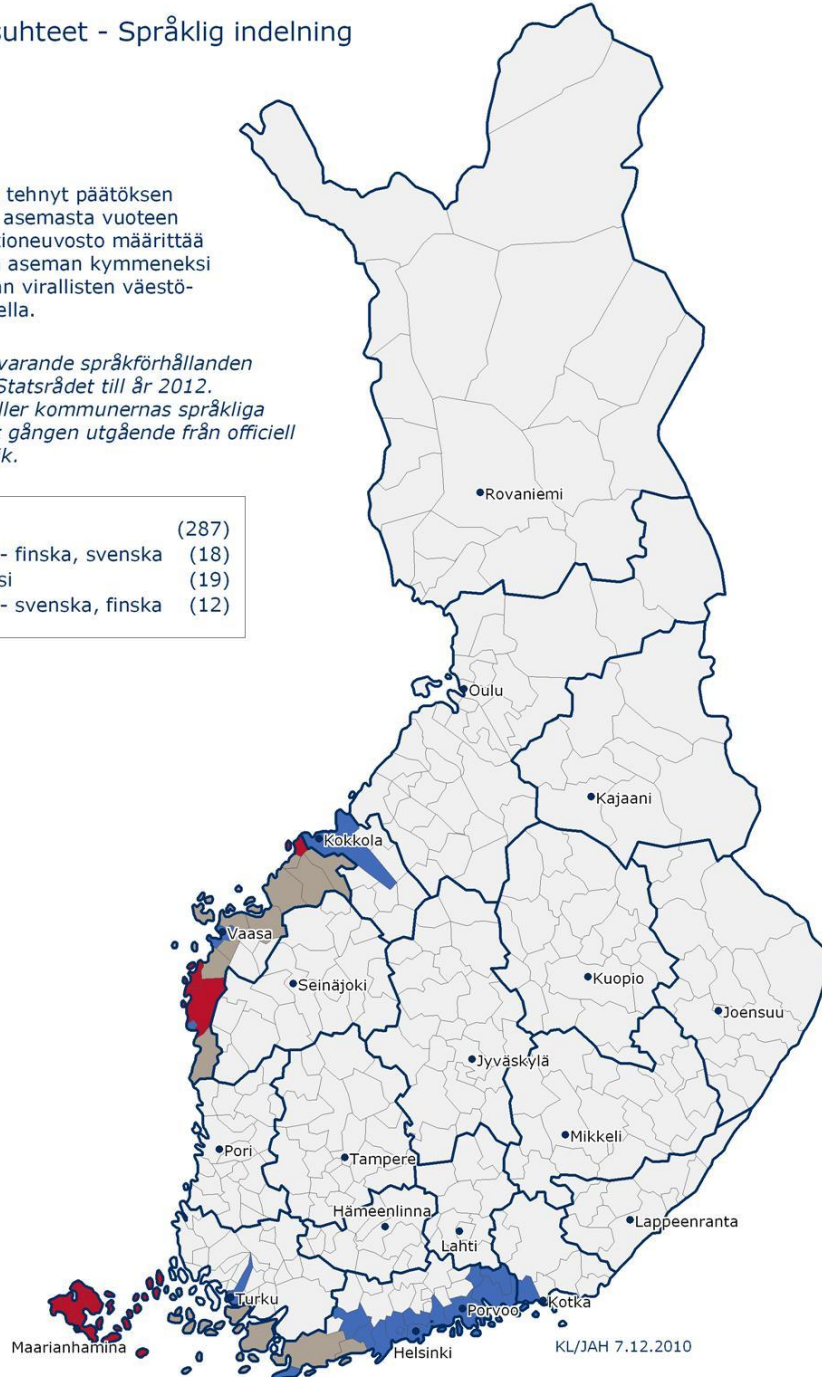 suhteet - Språklig indelning
tehnyt päätöksen
asemasta vuoteen
tioneuvosto määrittää
aseman kymmeneksi
an virallisten väestö-
ella.
varande språkförhållanden
Statsrådet till år 2012.
ller kommunernas språkliga
gången utgående från officiell
ik.
(287)
- finska, svenska (18)
si (19)
- svenska, finska (12)
Rovaniemi
Oulu
Kajaani
Kokkola
Vaasa
Seinäjoki
Kuopio
Joensuu
Jyväskylä
Mikkeli
Pori
Tampere
Hämeenlinna
Lappeenranta
Lahti
Turku
Porvoo
Kotka
Maarianhamina
Helsinki
KL/JAH 7.12.2010